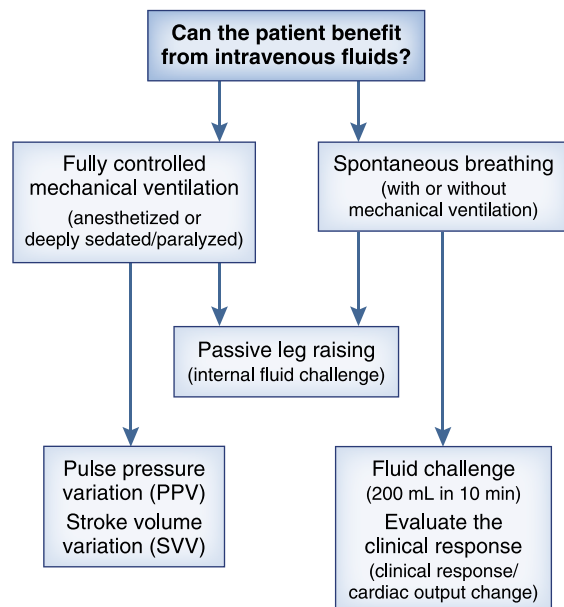 Can the patient benefit
from intravenous fluids?
Fully controlled
mechanical ventilation
(anesthetized or
deeply sedated/paralyzed)
Spontaneous breathing
(with or without
mechanical ventilation)
Passive leg raising
(internal fluid challenge)
Pulse pressure
variation (PPV)
Stroke volume
variation (SVV)
Fluid challenge
(200 mL in 10 min)
Evaluate the
clinical response
(clinical response/
cardiac output change)